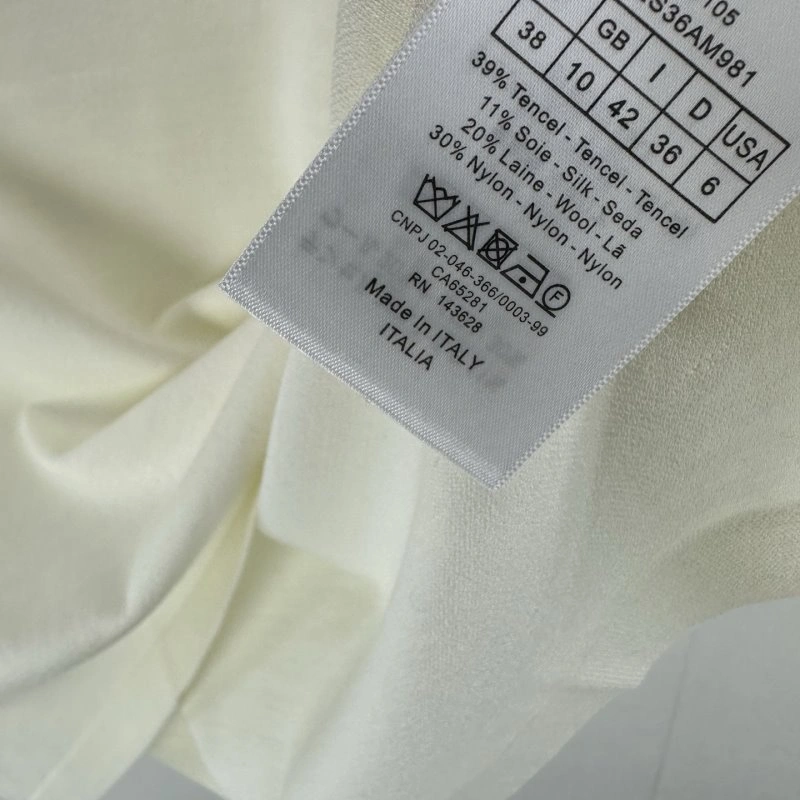 105
S36AM981
GB I D USA
38 10 42 36 6
39% Tencel - Tencel - Tencel
11% Soie - Silk - Seda
20% Laine - Wool - Lã
30% Nylon - Nylon - Nylon
F
CNPJ 02-046-366/0003-99
CA65281
RN 143628
Made In ITALY
ITALIA